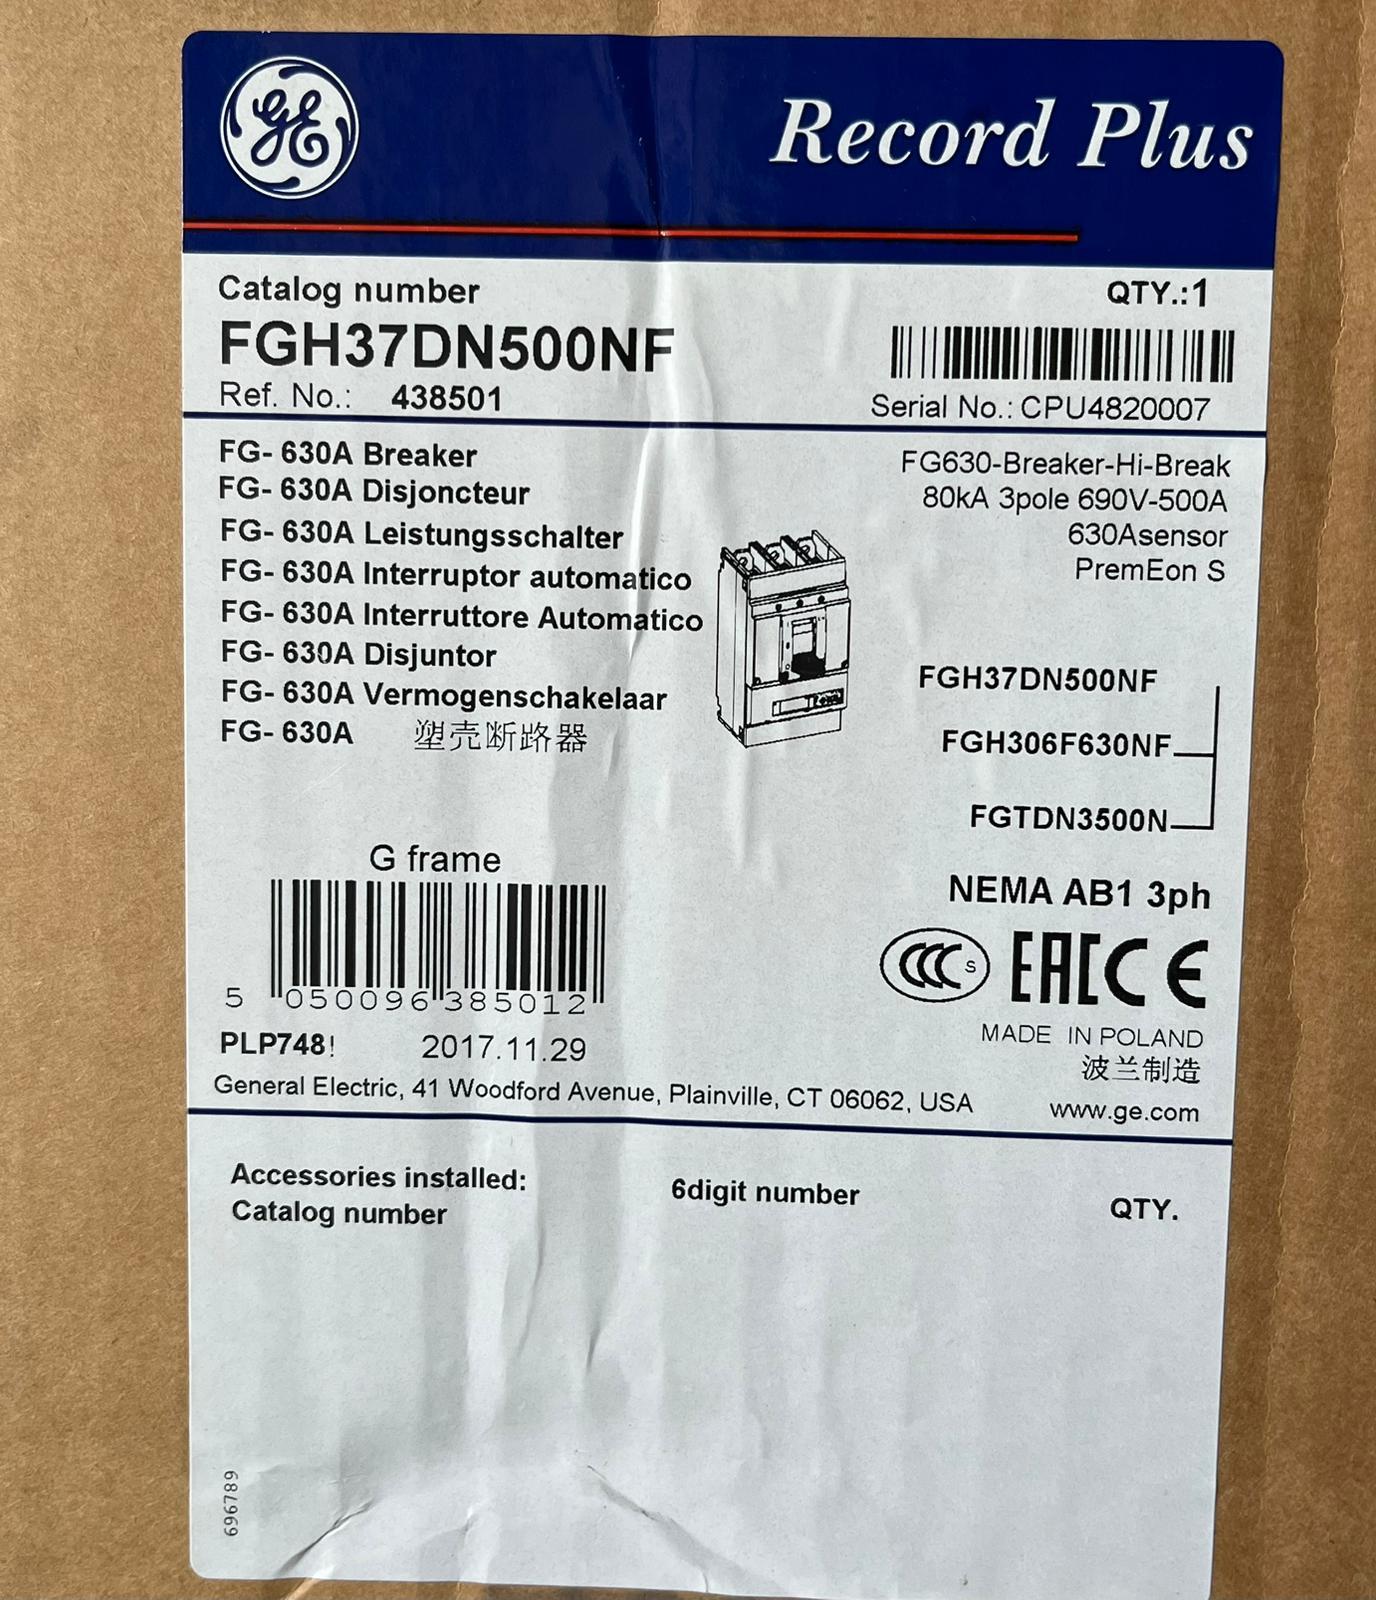 GE
Record Plus
Catalog number
QTY.:1
FGH37DN500NF
Ref. No.: 438501
Serial No.: CPU4820007
FG- 630A Breaker
FG- 630A Disjoncteur
FG- 630A Leistungsschalter
FG- 630A Interruptor automatico
FG- 630A Interruttore Automatico
FG- 630A Disjuntor
FG- 630A Vermogenschakelaar
FG- 630A 塑壳断路器
FG630-Breaker-Hi-Break
80kA 3pole 690V-500A
630Asensor
PremEon S
FGH37DN500NF
FGH306F630NF
FGTDN3500N
G frame
5 050096 385012
NEMA AB1 3ph
CCC S EAC CE
PLP748! 2017.11.29
MADE IN POLAND
波兰制造
General Electric, 41 Woodford Avenue, Plainville, CT 06062, USA
www.ge.com
Accessories installed:
Catalog number
6digit number
QTY.
696789